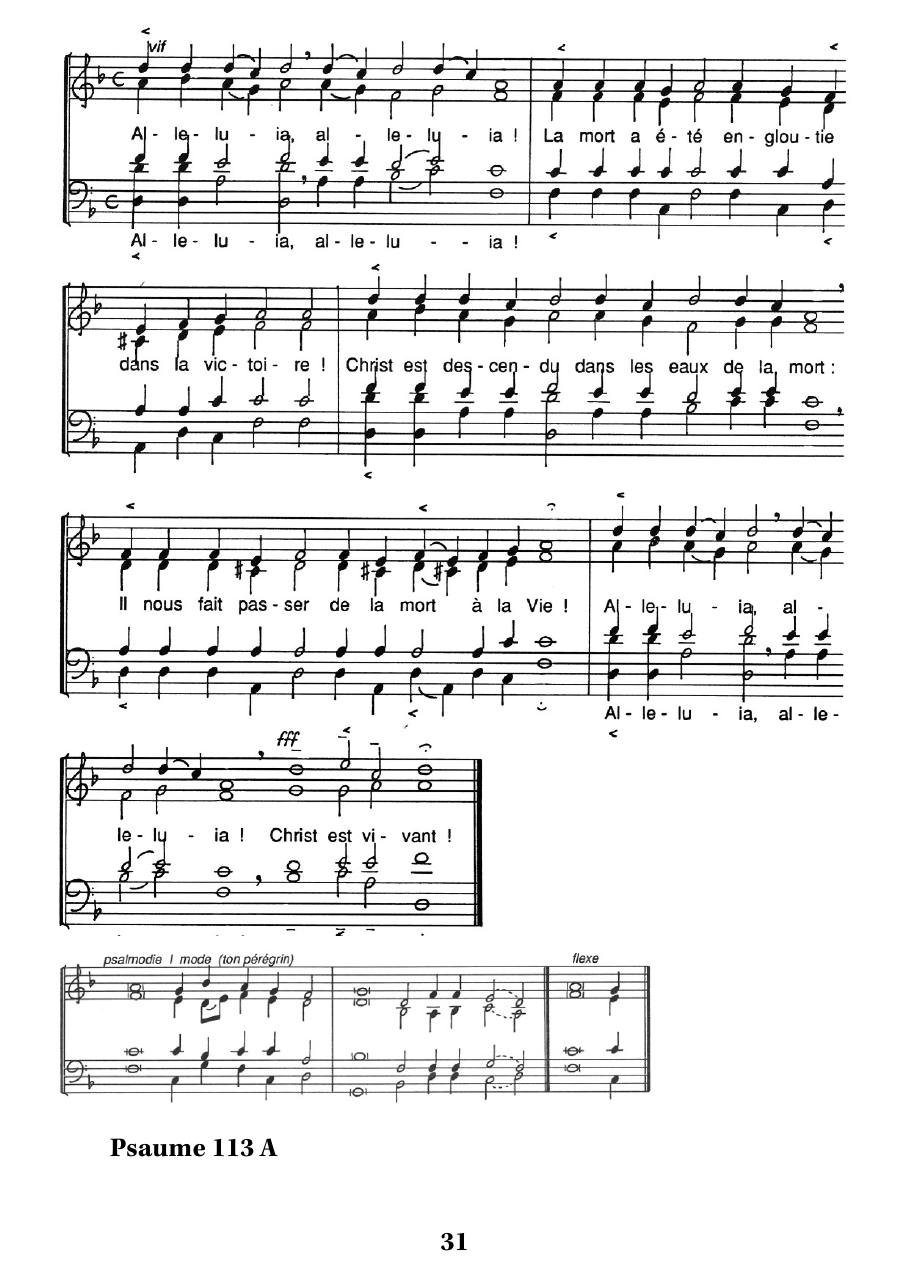 vif
Al- le- lu - ia, al - le- lu- ia ! La mort a é- té en- glou- tie
Al- le- lu - ia, al- le- lu - - ia !
dans la vic- toi- re ! Christ est des- cen- du dans les eaux de la mort :
Il nous fait pas- ser de la mort à la Vie ! Al- le- lu - ia, al -
Al- le- lu - ia, al- le-
fff
le- lu - ia ! Christ est vi- vant !
psalmodie I mode (ton pérégrin) flexe
Psaume 113 A
31